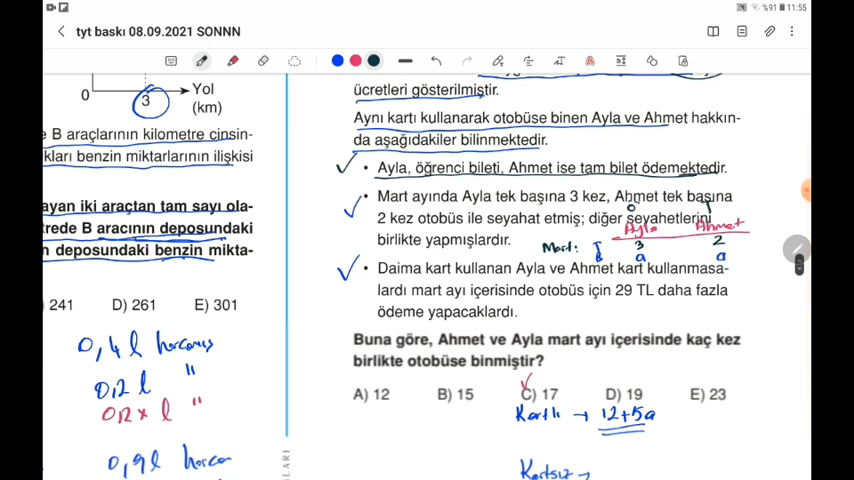 %91 11:55
tyt baskı 08.09.2021 SONNN
0
3
Yol
(km)
e B araçlarının kilometre cinsin-
kları benzin miktarlarının ilişkisi
ayan iki araçtan tam sayı ola-
trede B aracının deposundaki
n deposundaki benzin mikta-
241 D) 261 E) 301
0,4 l harcamış
0,2 l "
0,2 x l "
0,9 l harcan
ücretleri gösterilmiştir.
Aynı kartı kullanarak otobüse binen Ayla ve Ahmet hakkın-
da aşağıdakiler bilinmektedir.
• Ayla, öğrenci bileti, Ahmet ise tam bilet ödemektedir.
• Mart ayında Ayla tek başına 3 kez, Ahmet tek başına
2 kez otobüs ile seyahat etmiş; diğer seyahetlerini
birlikte yapmışlardır.
Ö T
Ayla Ahmet
Mart: T 3 2
B a a
• Daima kart kullanan Ayla ve Ahmet kart kullanmasa-
lardı mart ayı içerisinde otobüs için 29 TL daha fazla
ödeme yapacaklardı.
Buna göre, Ahmet ve Ayla mart ayı içerisinde kaç kez
birlikte otobüse binmiştir?
A) 12 B) 15 C) 17 D) 19 E) 23
Kartlı → 12+5a
Kartsız →